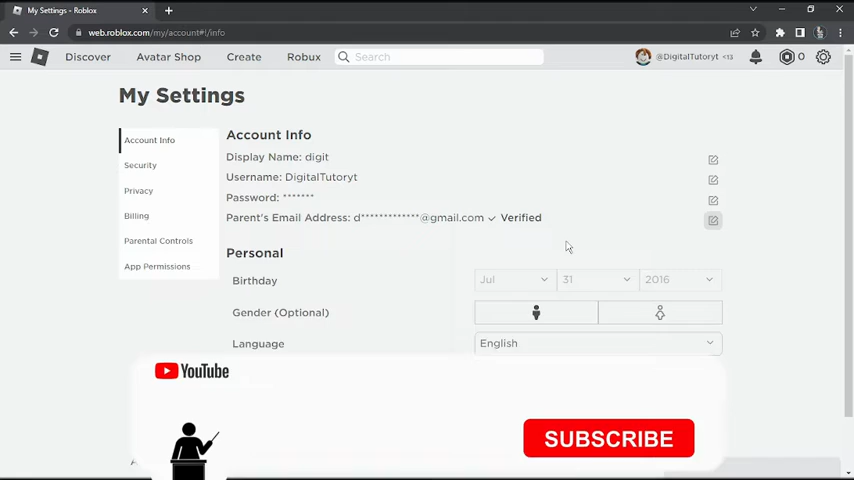 My Settings - Roblox
web.roblox.com/my/account#!/info
Discover Avatar Shop Create Robux Search @DigitalTutoryt <13 0
My Settings
Account Info
Security
Privacy
Billing
Parental Controls
App Permissions
Account Info
Display Name: digit
Username: DigitalTutoryt
Password: *******
Parent's Email Address: d*************@gmail.com Verified
Personal
Birthday Jul 31 2016
Gender (Optional)
Language English
YouTube
SUBSCRIBE